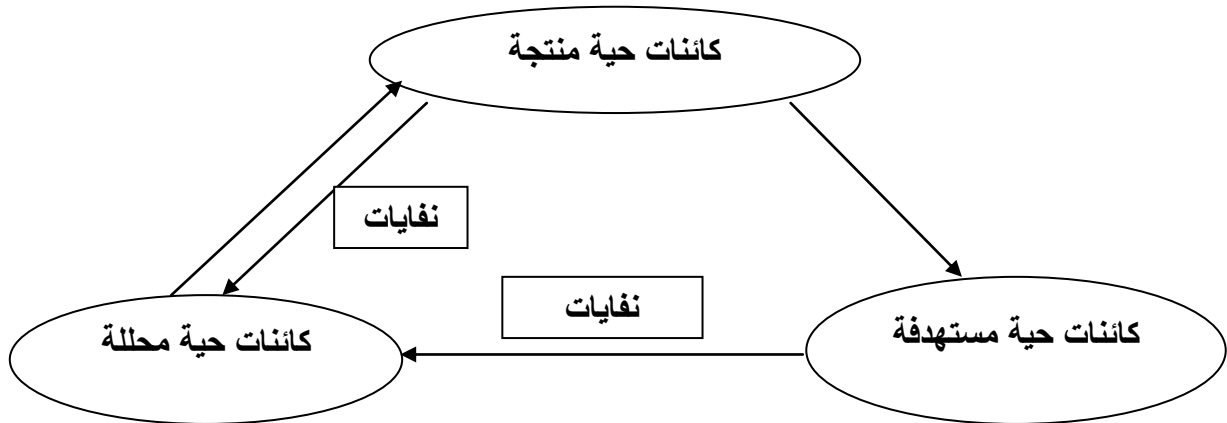 كائنات حية منتجة
نفايات
نفايات
كائنات حية مستهدفة
كائنات حية محللة